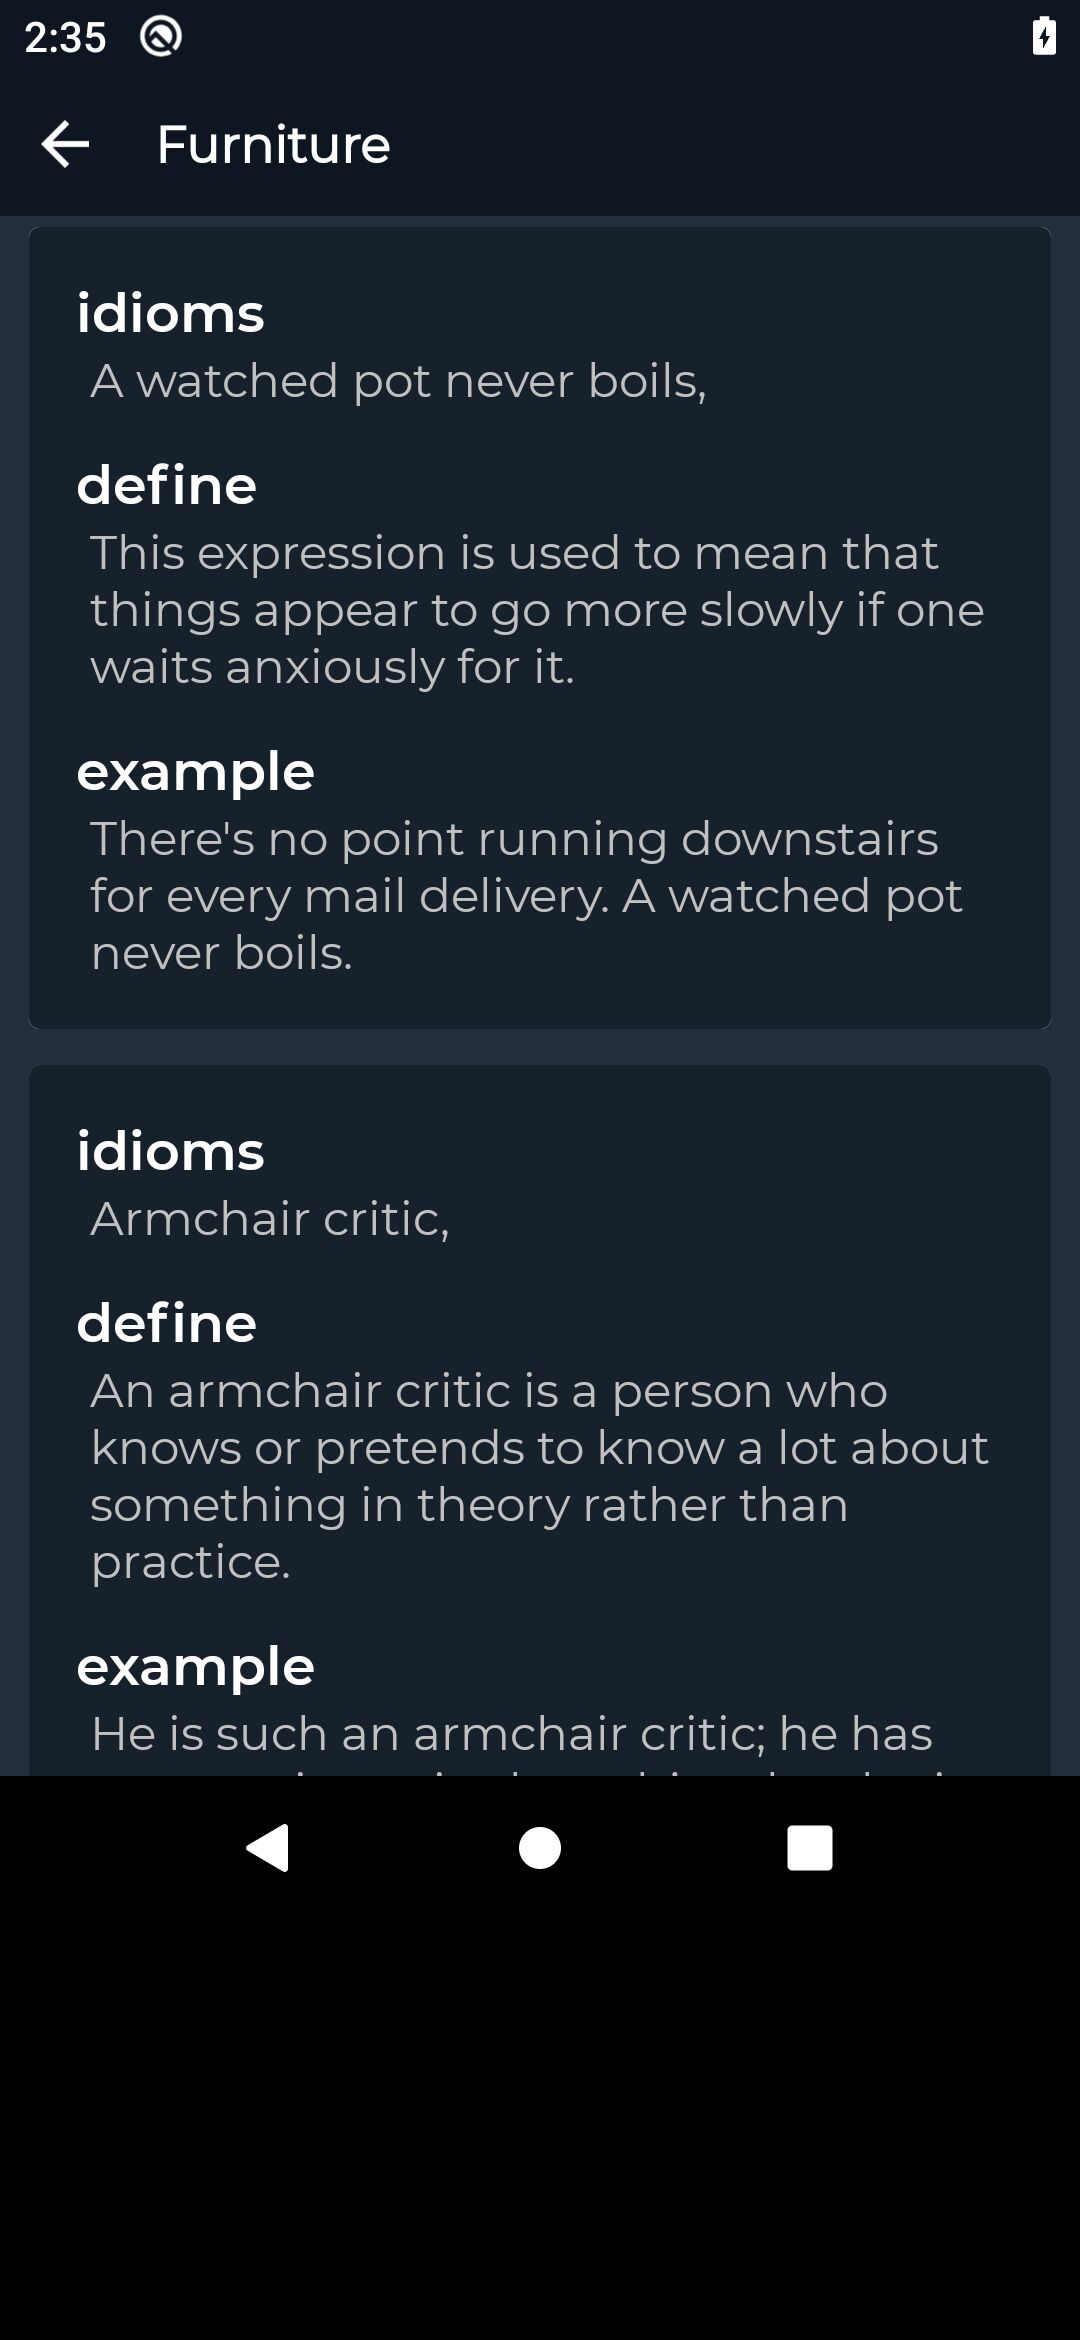 2:35
Furniture
idioms
A watched pot never boils,
define
This expression is used to mean that
things appear to go more slowly if one
waits anxiously for it.
example
There's no point running downstairs
for every mail delivery. A watched pot
never boils.
idioms
Armchair critic,
define
An armchair critic is a person who
knows or pretends to know a lot about
something in theory rather than
practice.
example
He is such an armchair critic; he has